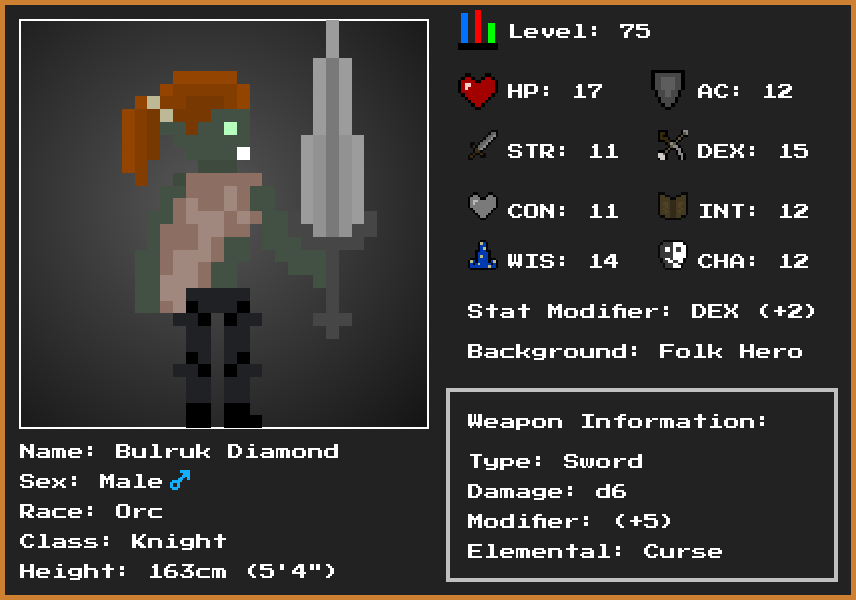 Level: 75
HP: 17
AC: 12
STR: 11
DEX: 15
CON: 11
INT: 12
WIS: 14
CHA: 12
Stat Modifier: DEX (+2)
Background: Folk Hero
Name: Bulruk Diamond
Sex: Male ♂
Race: Orc
Class: Knight
Height: 163cm (5'4")
Weapon Information:
Type: Sword
Damage: d6
Modifier: (+5)
Elemental: Curse